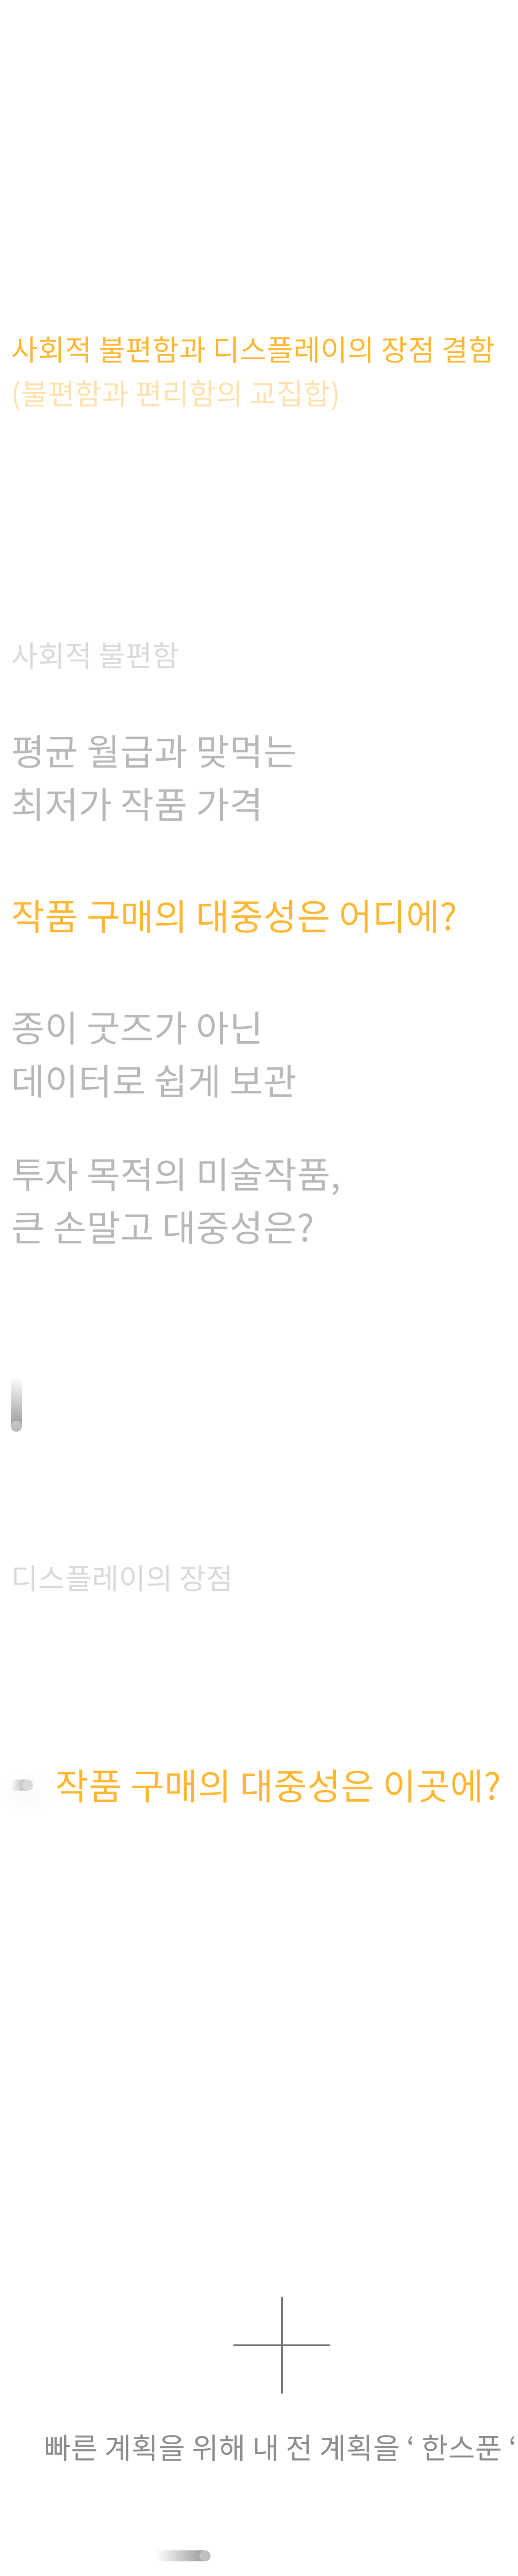 사회적 불편함과 디스플레이의 장점 결합
(불편함과 편리함의 교집합)
사회적 불편함
평균 월급과 맞먹는
최저가 작품 가격
작품 구매의 대중성은 어디에?
종이 굿즈가 아닌
데이터로 쉽게 보관
투자 목적의 미술작품,
큰 손말고 대중성은?
디스플레이의 장점
작품 구매의 대중성은 이곳에?
빠른 계획을 위해 내 전 계획을 ‘ 한스푼 ‘